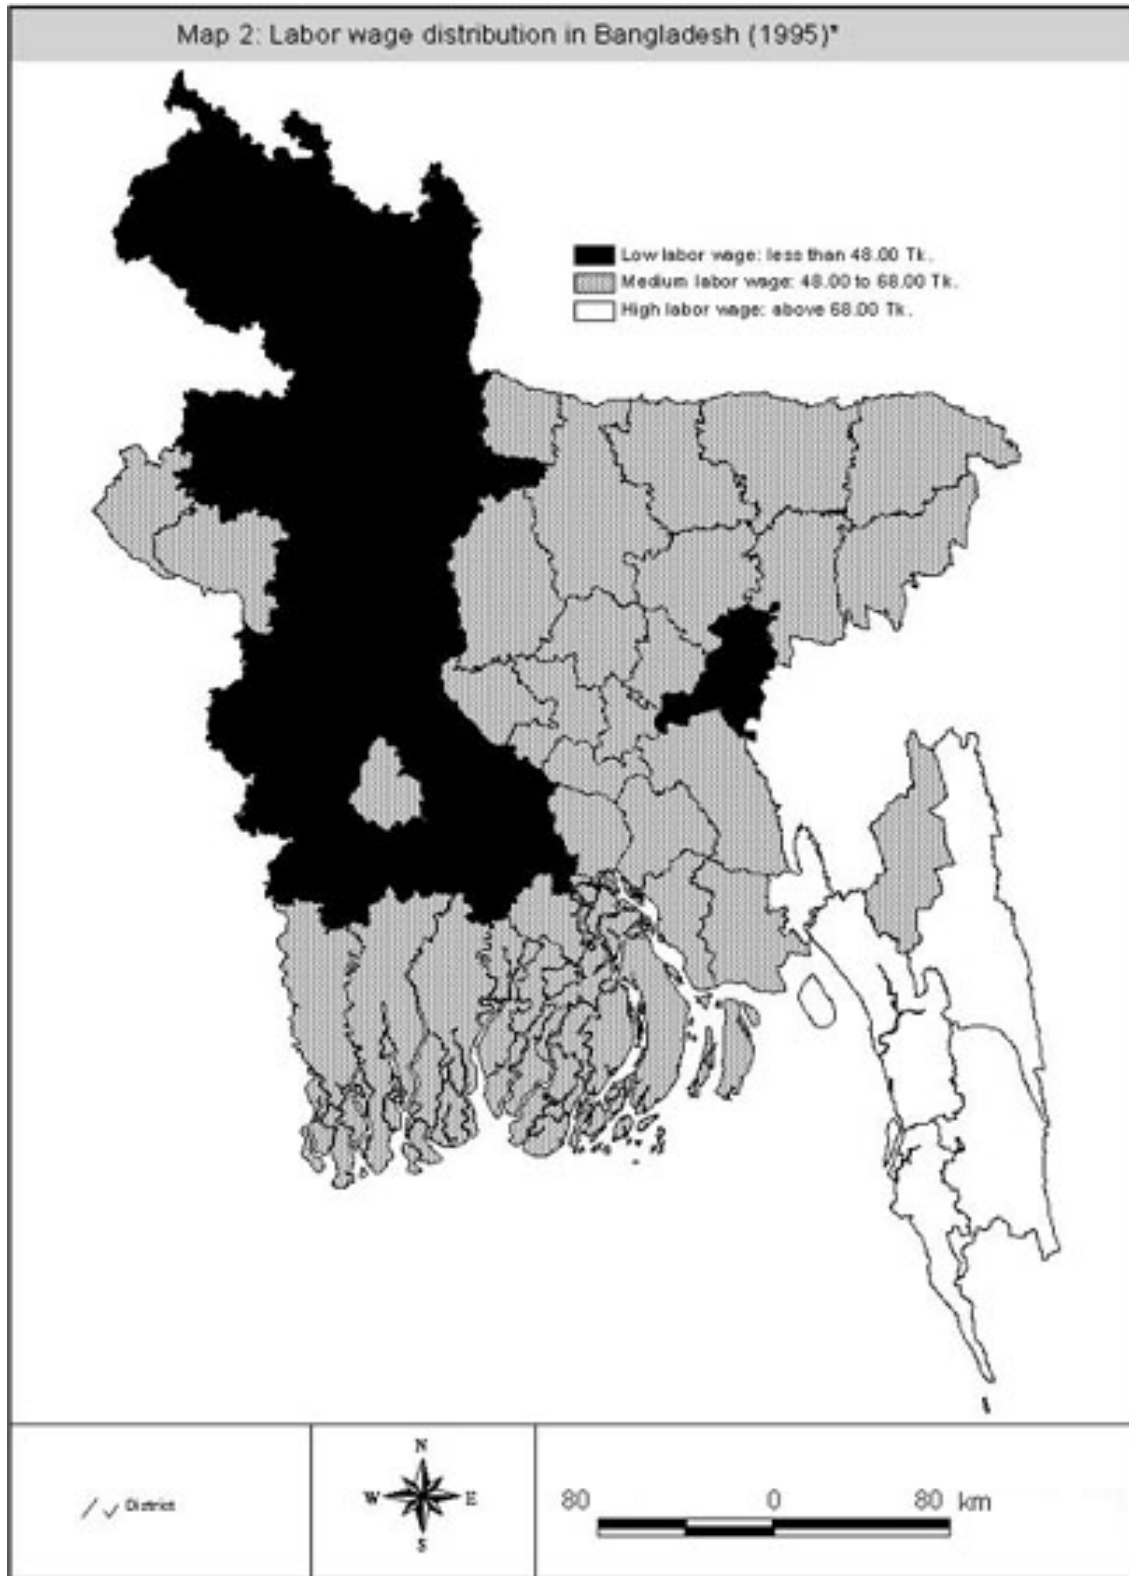 Map 2: Labor wage distribution in Bangladesh (1995)*
Low labor wage: less than 48.00 Tk.
Medium labor wage: 48.00 to 68.00 Tk.
High labor wage: above 68.00 Tk.
N
W E
S
District
80 0 80 km